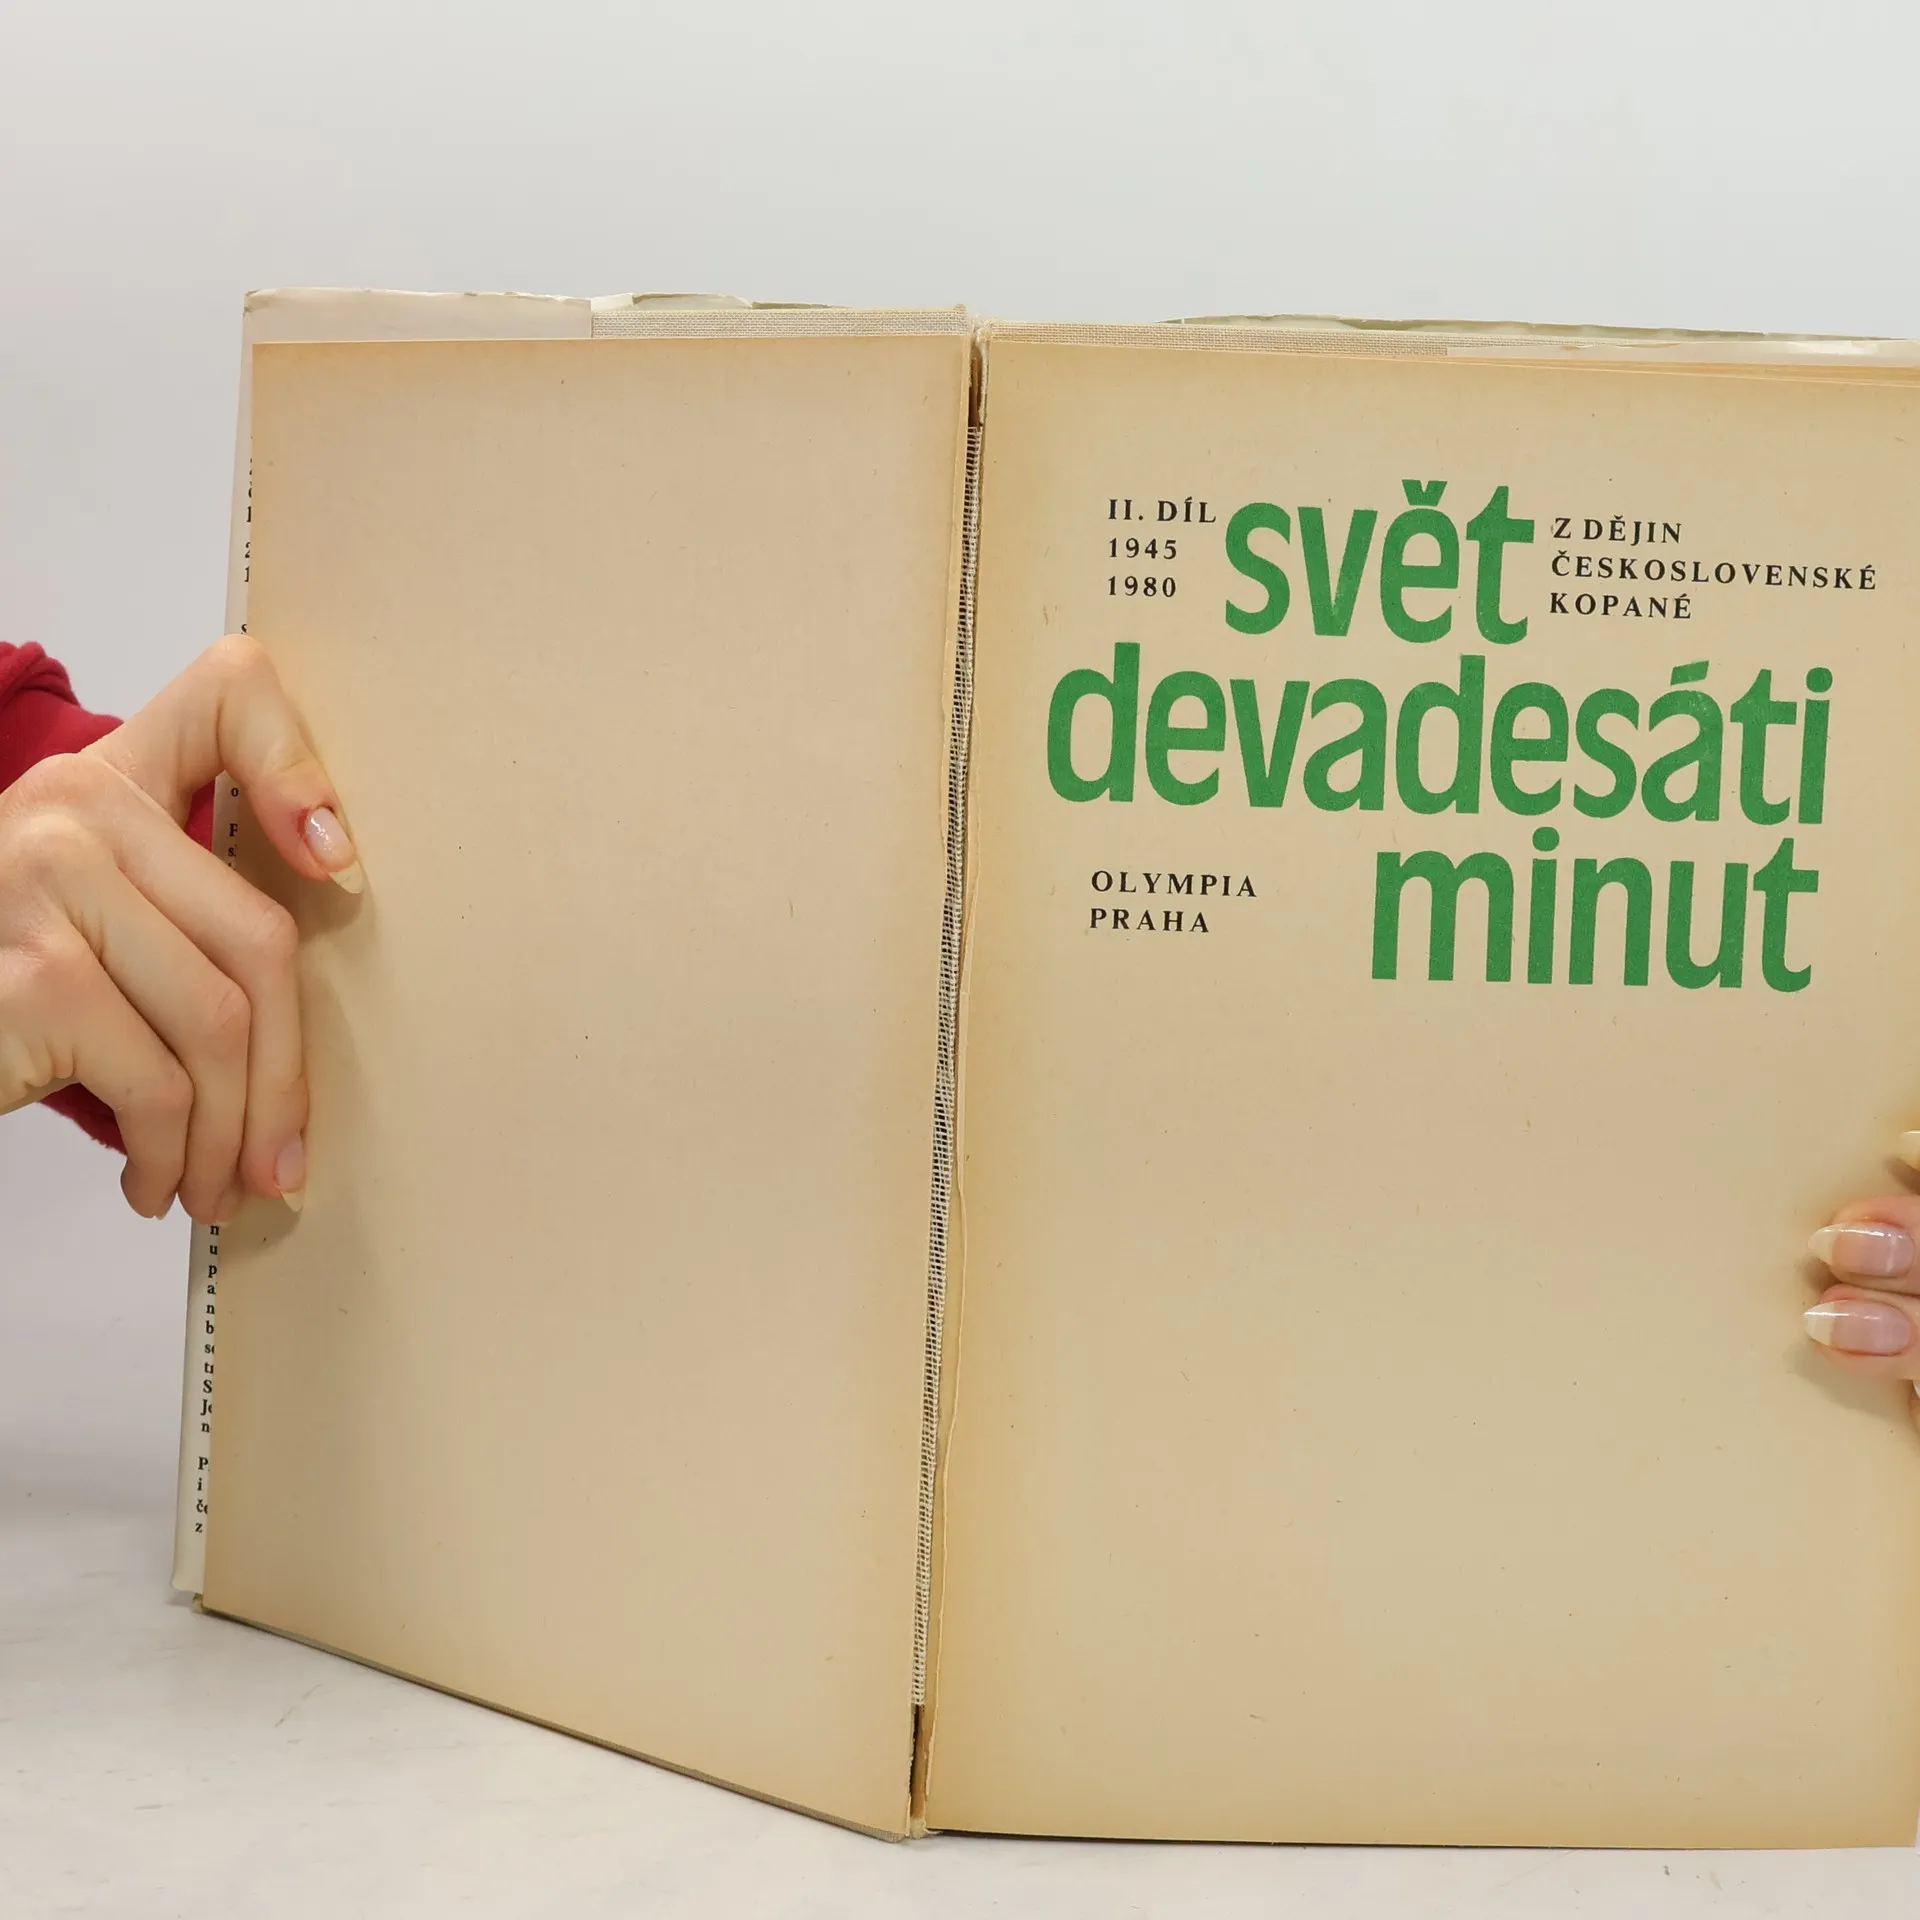 II. DÍL
1945
1980
svět
Z DĚJIN
ČESKOSLOVENSKÉ
KOPANÉ
devadesáti
minut
OLYMPIA
PRAHA